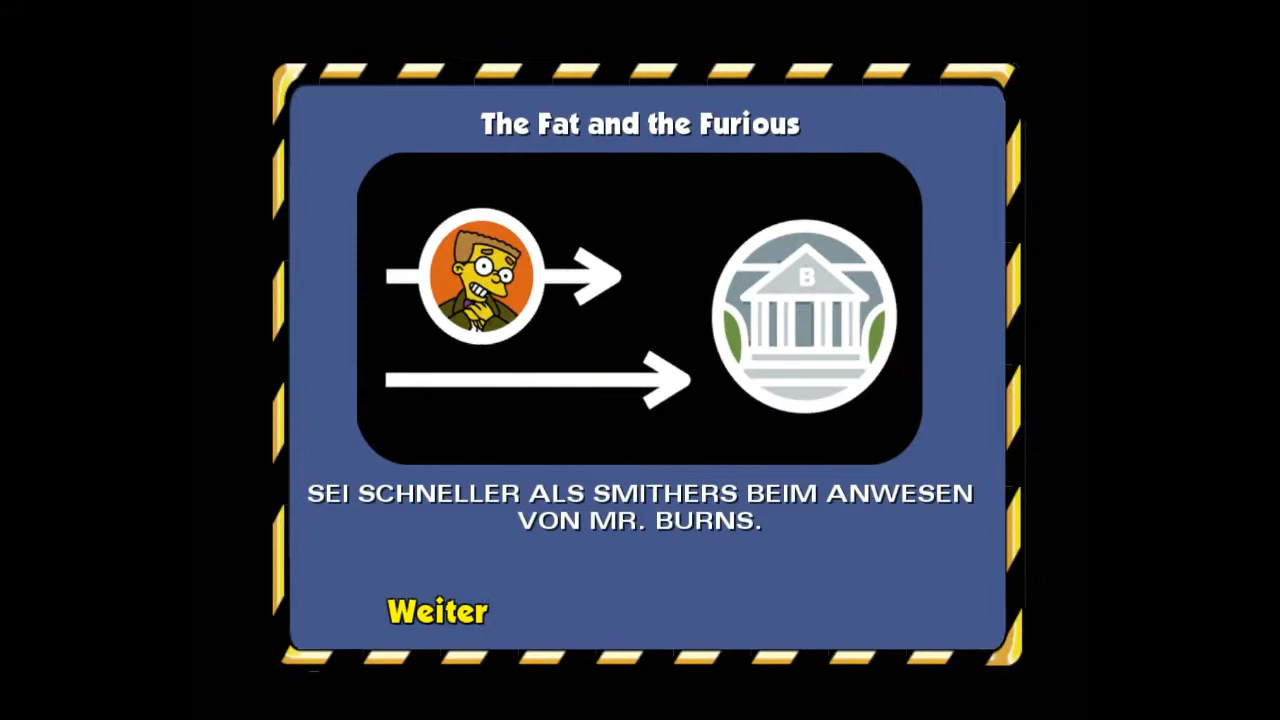 The Fat and the Furious
B
SEI SCHNELLER ALS SMITHERS BEIM ANWESEN
VON MR. BURNS.
Weiter